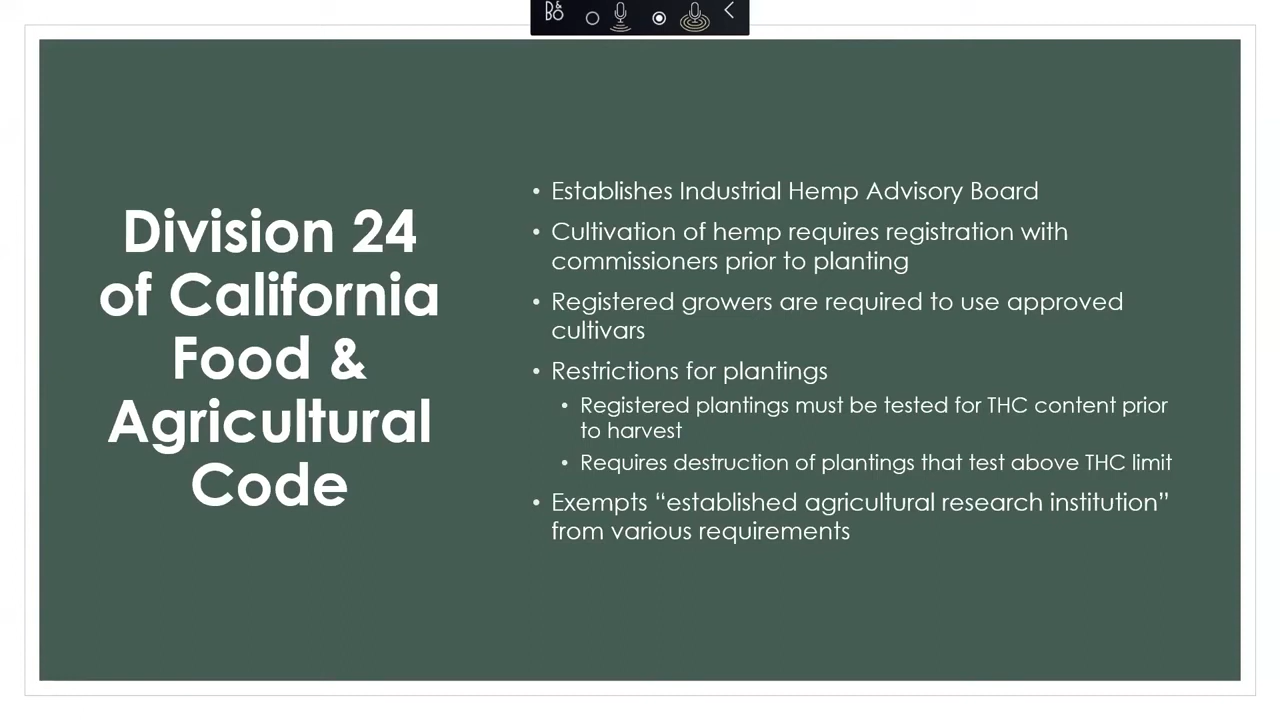 B&O
Division 24
of California
Food &
Agricultural
Code
• Establishes Industrial Hemp Advisory Board
• Cultivation of hemp requires registration with
commissioners prior to planting
• Registered growers are required to use approved
cultivars
• Restrictions for plantings
• Registered plantings must be tested for THC content prior
to harvest
• Requires destruction of plantings that test above THC limit
• Exempts “established agricultural research institution”
from various requirements